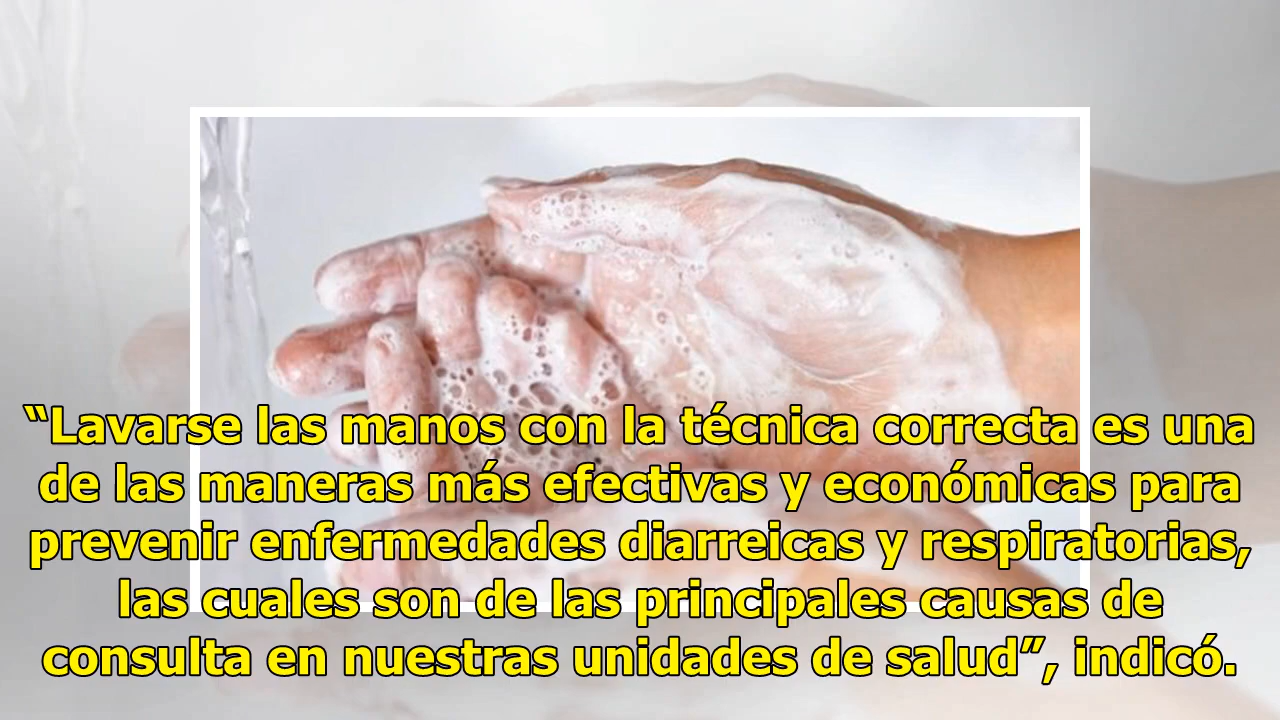 “Lavarse las manos con la técnica correcta es una
de las maneras más efectivas y económicas para
prevenir enfermedades diarreicas y respiratorias,
las cuales son de las principales causas de
consulta en nuestras unidades de salud”, indicó.